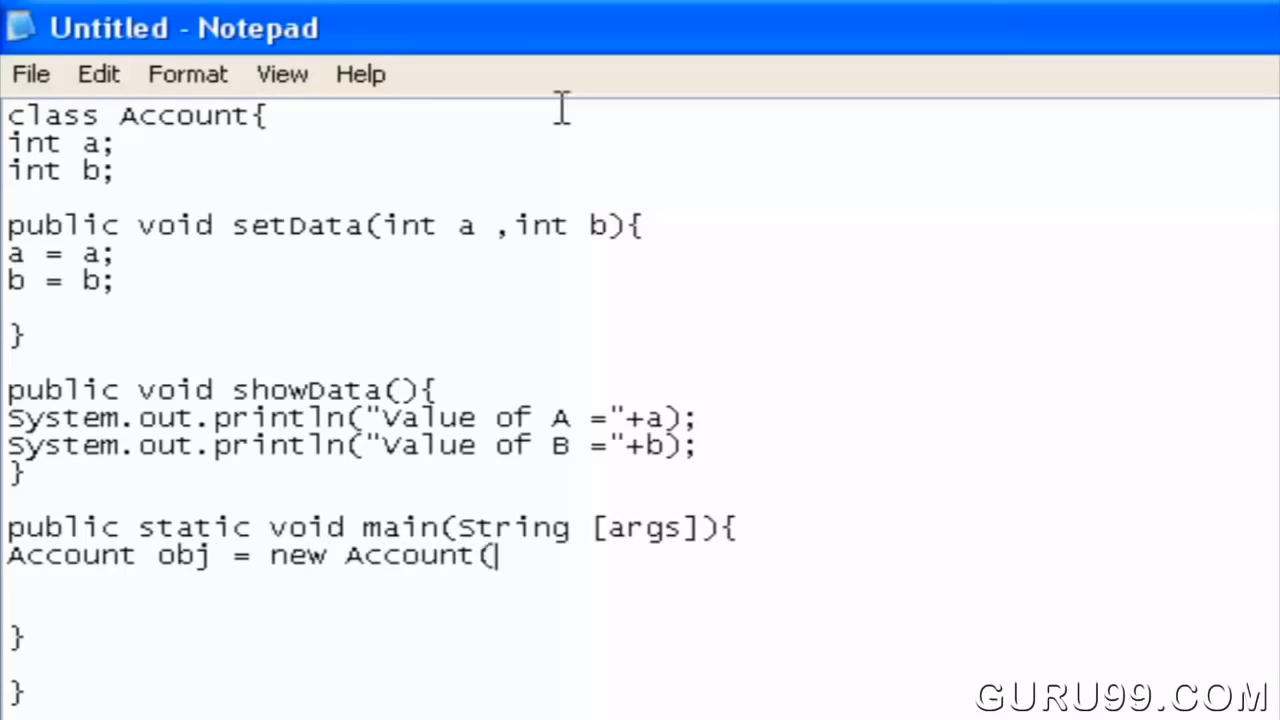 Untitled - Notepad
File Edit Format View Help
class Account{
int a;
int b;
public void setData(int a ,int b){
a = a;
b = b;
}
public void showData(){
System.out.println("Value of A ="+a);
System.out.println("Value of B ="+b);
}
public static void main(String [args]){
Account obj = new Account(
}
}
GURU99.COM